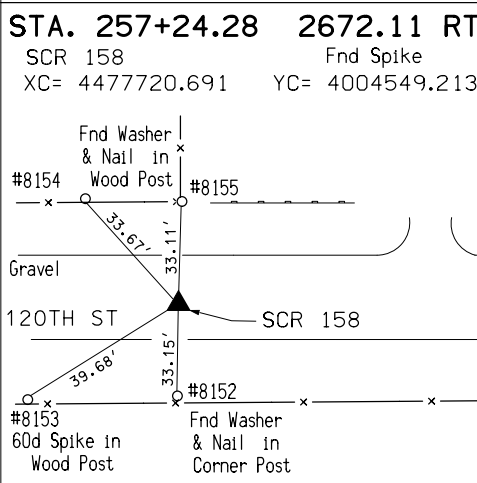 STA. 257+24.28 2672.11 RT
SCR 158 Fnd Spike
XC= 4477720.691 YC= 4004549.213
Fnd Washer
& Nail in
Wood Post
#8154
#8155
33.67'
33.11'
Gravel
120TH ST
SCR 158
39.68'
33.15'
#8152
#8153
60d Spike in
Wood Post
Fnd Washer
& Nail in
Corner Post